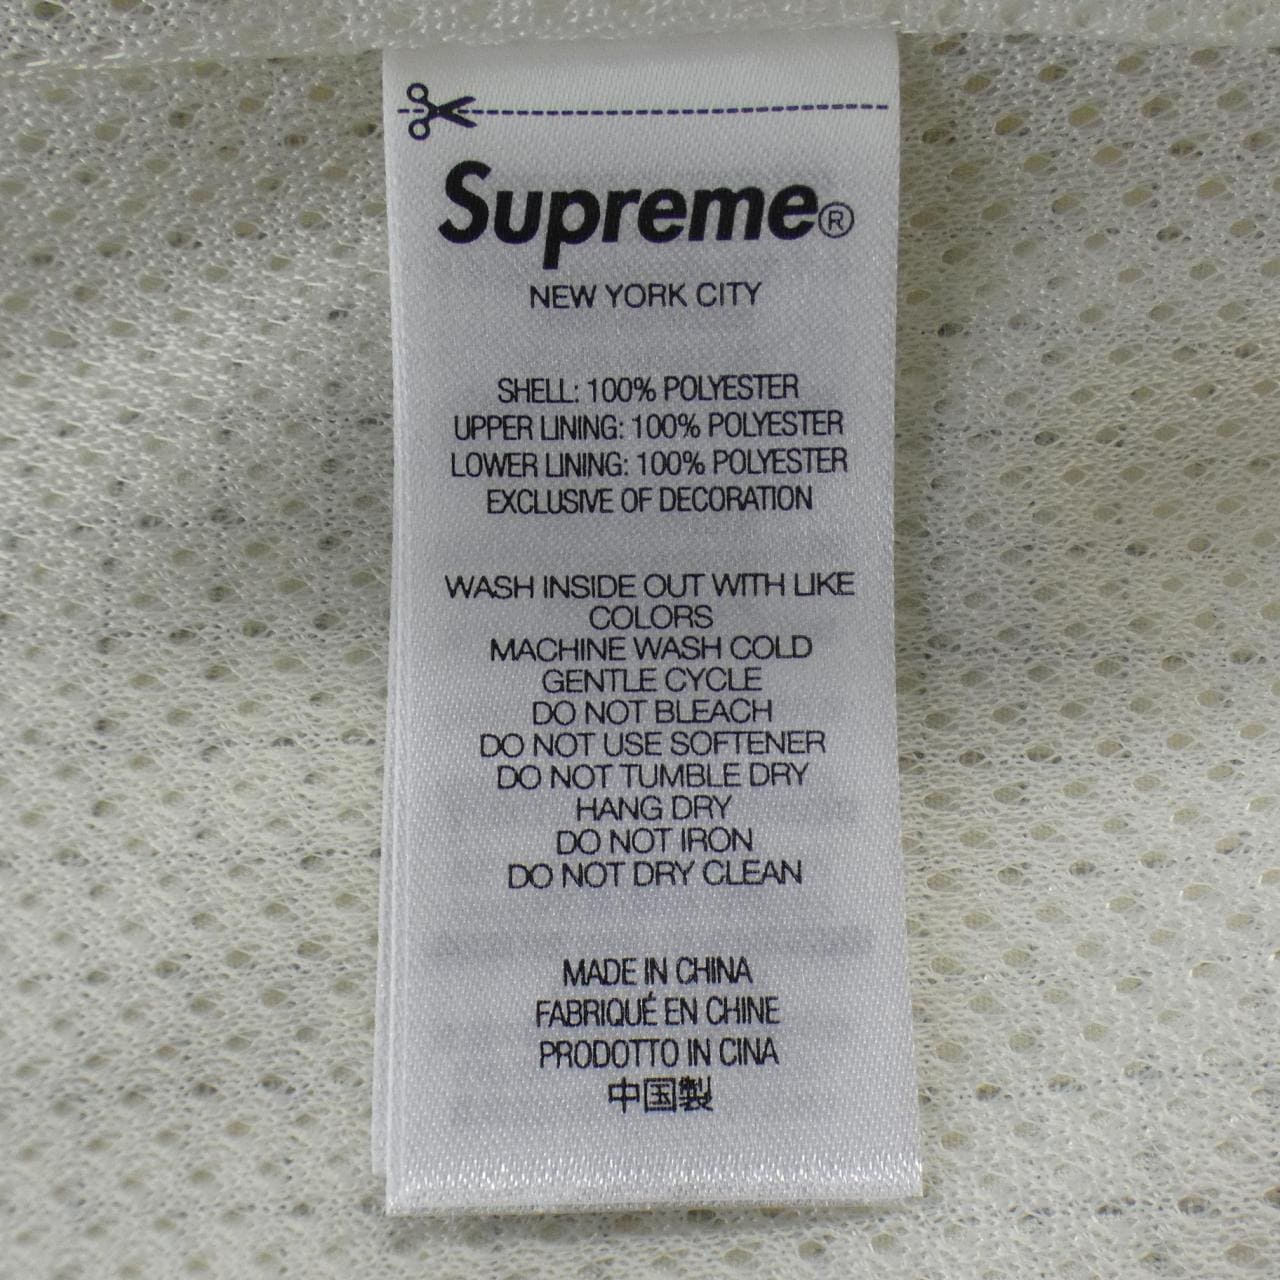 Supreme®
NEW YORK CITY
SHELL: 100% POLYESTER
UPPER LINING: 100% POLYESTER
LOWER LINING: 100% POLYESTER
EXCLUSIVE OF DECORATION
WASH INSIDE OUT WITH LIKE
COLORS
MACHINE WASH COLD
GENTLE CYCLE
DO NOT BLEACH
DO NOT USE SOFTENER
DO NOT TUMBLE DRY
HANG DRY
DO NOT IRON
DO NOT DRY CLEAN
MADE IN CHINA
FABRIQUÉ EN CHINE
PRODOTTO IN CINA
中国製